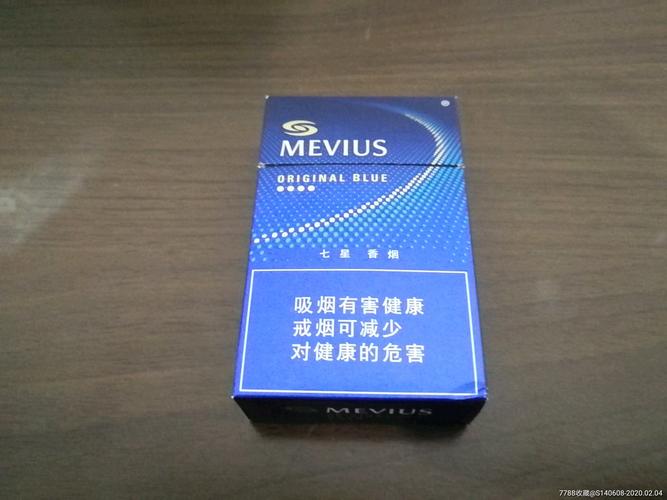 MEVIUS
ORIGINAL BLUE
七星 香烟
吸烟有害健康
戒烟可减少
对健康的危害
MEVIUS
7788收藏@S140608-2020.02.04